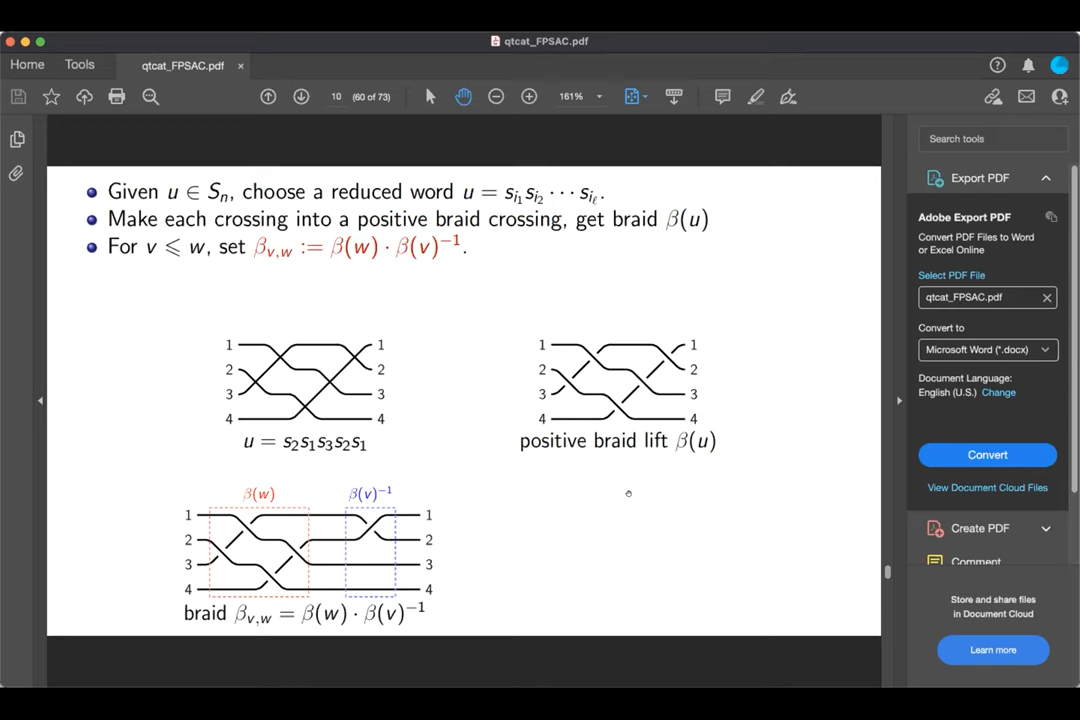 qtcat_FPSAC.pdf
Home Tools qtcat_FPSAC.pdf ×
10 (60 of 73) 161%
Search tools
Export PDF
Adobe Export PDF
Convert PDF Files to Word
or Excel Online
Select PDF File
qtcat_FPSAC.pdf
Convert to
Microsoft Word (*.docx)
Document Language:
English (U.S.) Change
Convert
View Document Cloud Files
Create PDF
Comment
Store and share files
in Document Cloud
Learn more
Given u ∈ Sₙ, choose a reduced word u = s_{i₁}s_{i₂} ⋯ s_{i_ℓ}.
Make each crossing into a positive braid crossing, get braid β(u)
For v ⩽ w, set β_{v,w} := β(w) · β(v)⁻¹.
1 1
2 2
3 3
4 4
u = s₂s₁s₃s₂s₁
1 1
2 2
3 3
4 4
positive braid lift β(u)
β(w) β(v)⁻¹
1 1
2 2
3 3
4 4
braid β_{v,w} = β(w) · β(v)⁻¹